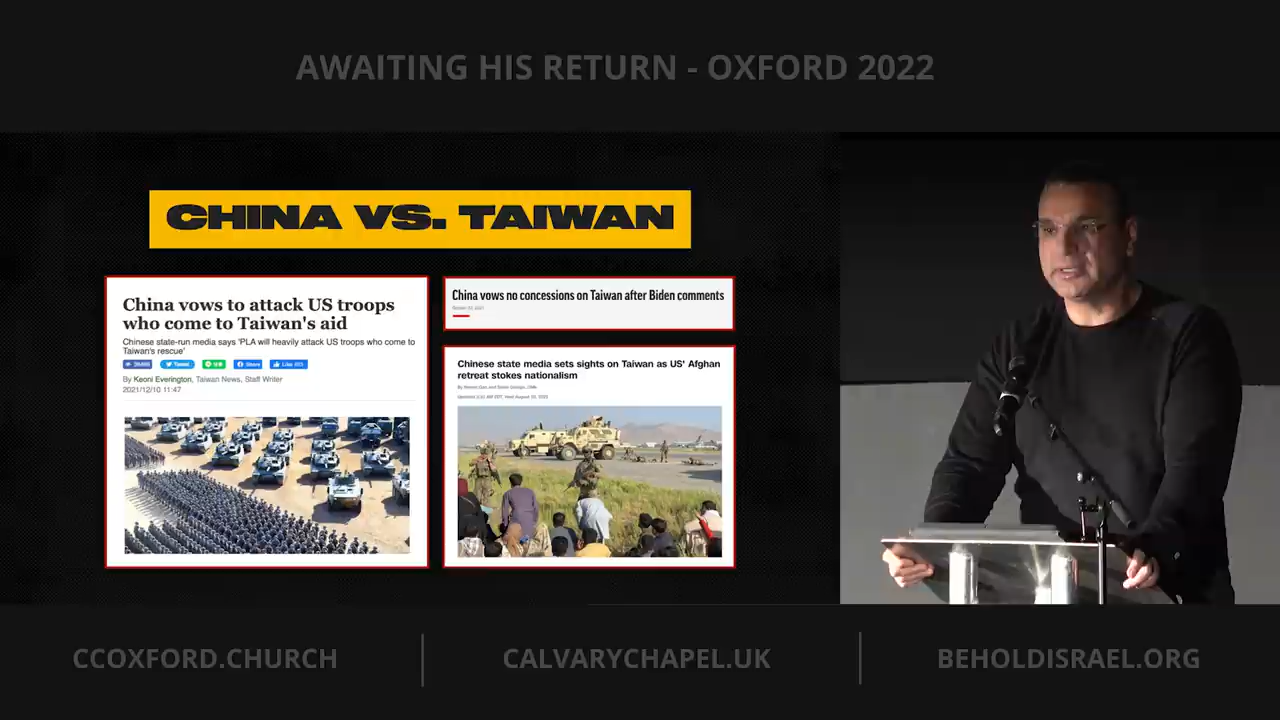 AWAITING HIS RETURN - OXFORD 2022
CHINA VS. TAIWAN
China vows to attack US troops
who come to Taiwan's aid
Chinese state-run media says 'PLA will heavily attack US troops who come to
Taiwan's rescue'
Tweet
Share
Like
By Keoni Everington, Taiwan News, Staff Writer
2021/12/10 11:47
China vows no concessions on Taiwan after Biden comments
Chinese state media sets sights on Taiwan as US' Afghan
retreat stokes nationalism
CCOXFORD.CHURCH
CALVARYCHAPEL.UK
BEHOLDISRAEL.ORG